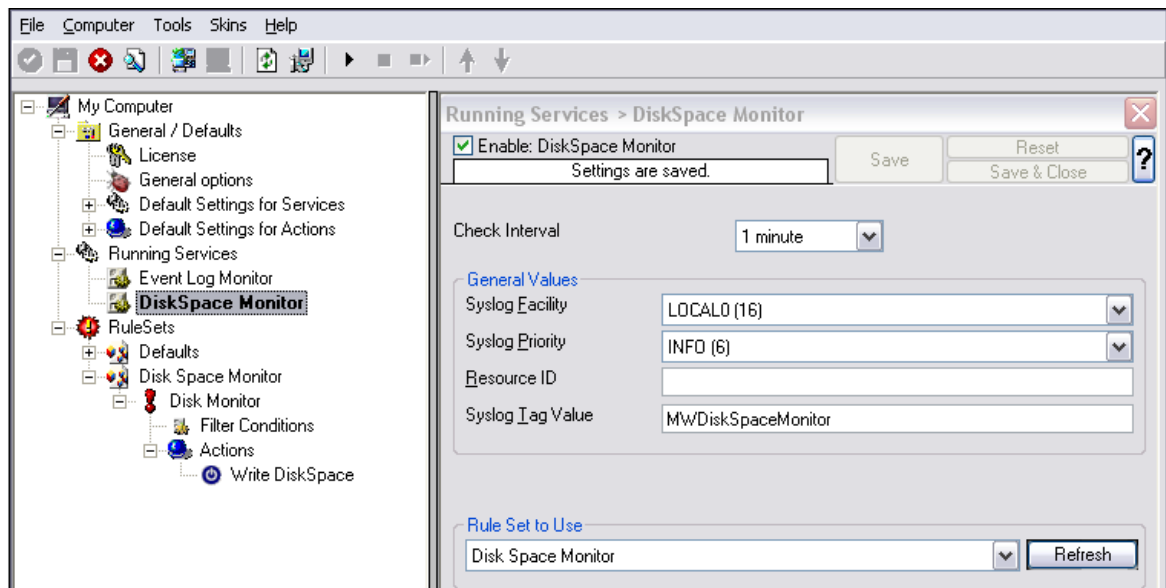 File Computer Tools Skins Help
My Computer
General / Defaults
License
General options
Default Settings for Services
Default Settings for Actions
Running Services
Event Log Monitor
DiskSpace Monitor
RuleSets
Defaults
Disk Space Monitor
Disk Monitor
Filter Conditions
Actions
Write DiskSpace
Running Services > DiskSpace Monitor
Enable: DiskSpace Monitor
Settings are saved.
Save
Reset
Save & Close
?
Check Interval
1 minute
General Values
Syslog Facility
LOCAL0 (16)
Syslog Priority
INFO (6)
Resource ID
Syslog Tag Value
MWDiskSpaceMonitor
Rule Set to Use
Disk Space Monitor
Refresh